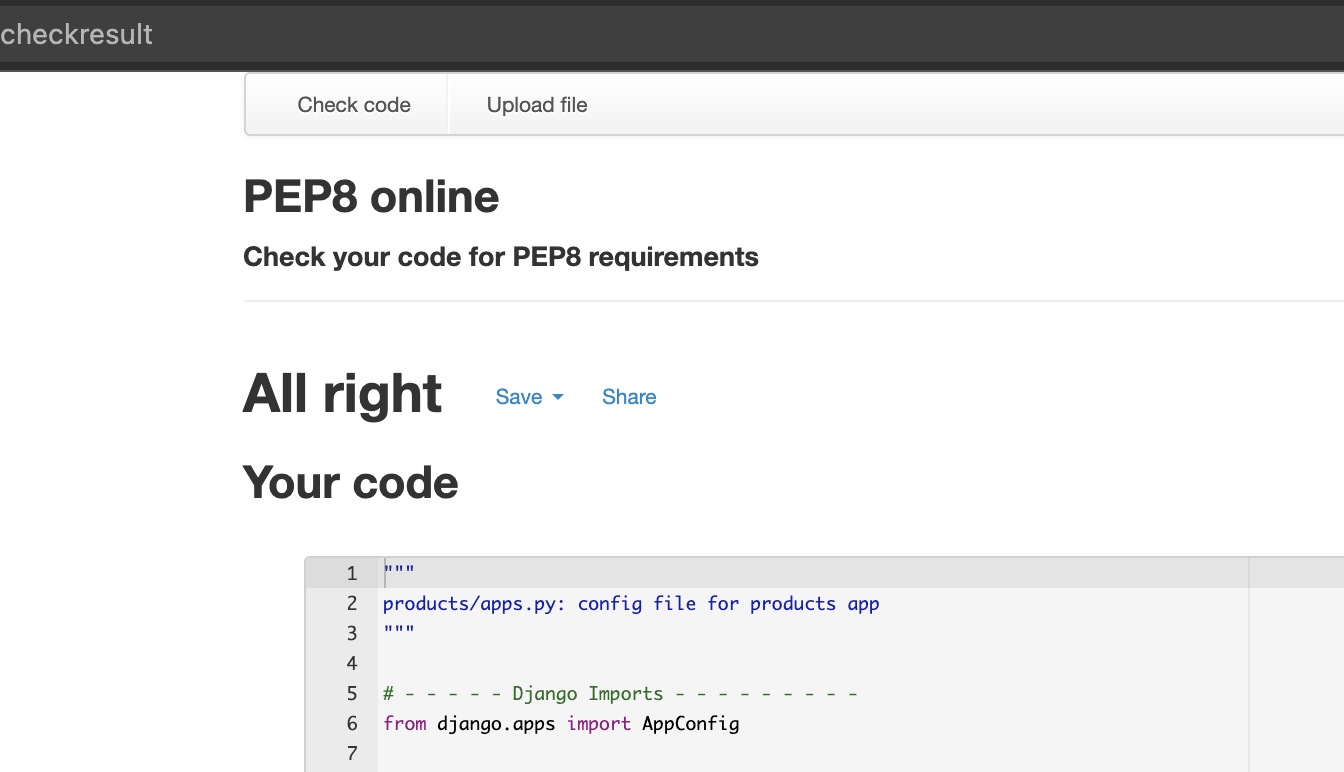 checkresult
Check code Upload file
PEP8 online
Check your code for PEP8 requirements
All right Save Share
Your code
1 """
2 products/apps.py: config file for products app
3 """
4
5 # - - - - - Django Imports - - - - - - - - -
6 from django.apps import AppConfig
7